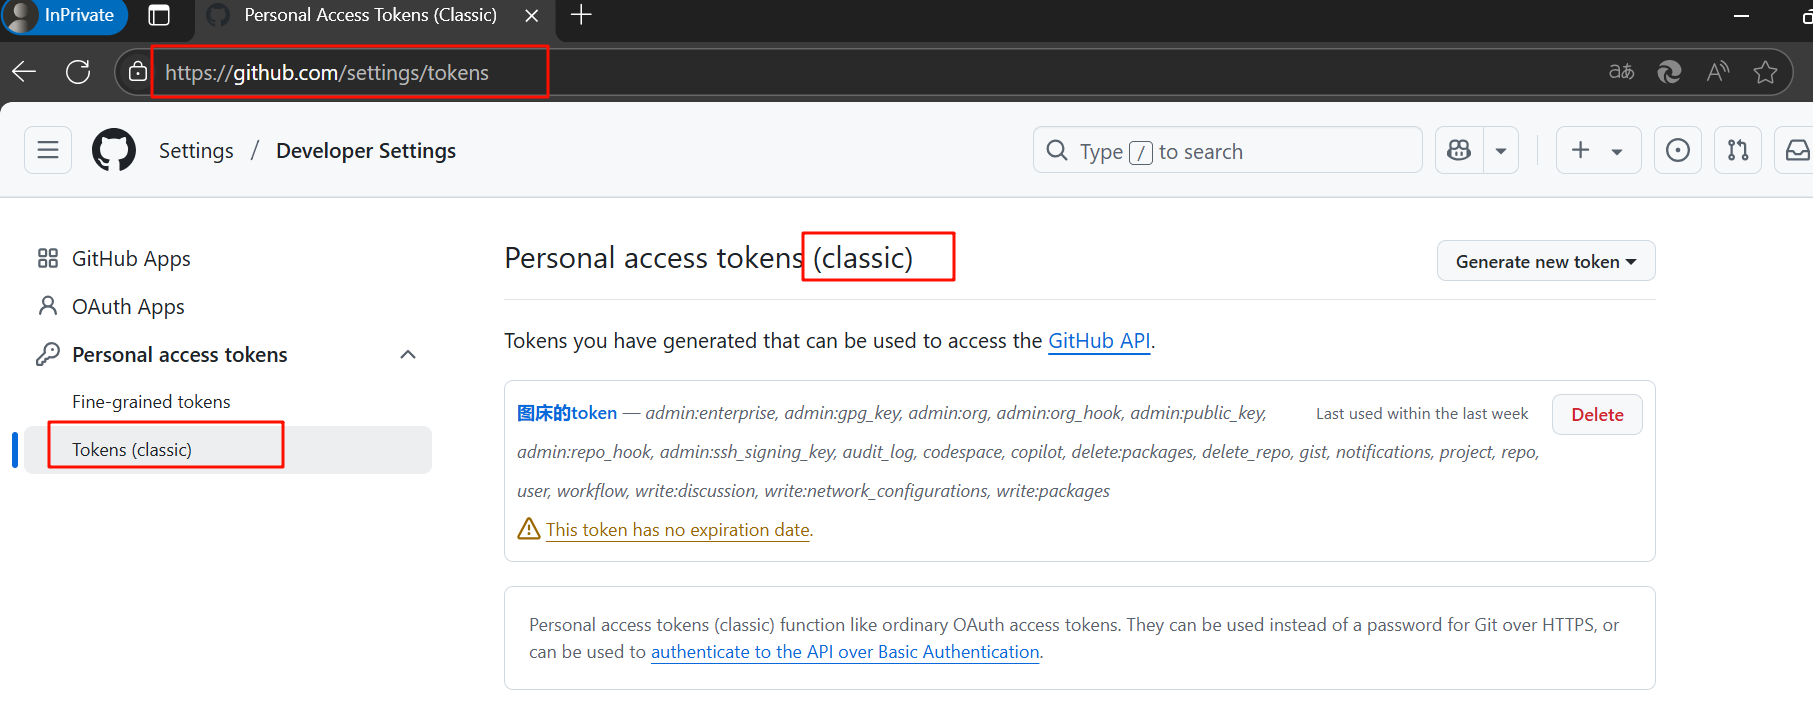 InPrivate
Personal Access Tokens (Classic)
https://github.com/settings/tokens
Settings / Developer Settings
Type / to search
GitHub Apps
OAuth Apps
Personal access tokens
Fine-grained tokens
Tokens (classic)
Personal access tokens (classic)
Generate new token
Tokens you have generated that can be used to access the GitHub API.
图床的token — admin:enterprise, admin:gpg_key, admin:org, admin:org_hook, admin:public_key,
Last used within the last week
Delete
admin:repo_hook, admin:ssh_signing_key, audit_log, codespace, copilot, delete:packages, delete_repo, gist, notifications, project, repo,
user, workflow, write:discussion, write:network_configurations, write:packages
This token has no expiration date.
Personal access tokens (classic) function like ordinary OAuth access tokens. They can be used instead of a password for Git over HTTPS, or
can be used to authenticate to the API over Basic Authentication.